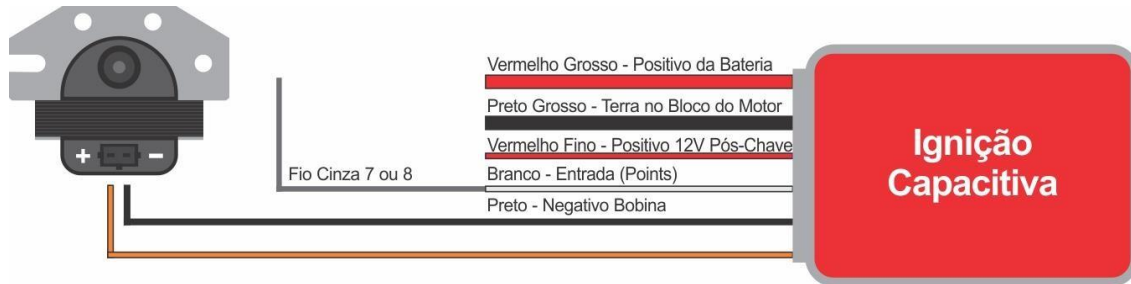 Vermelho Grosso - Positivo da Bateria
Preto Grosso - Terra no Bloco do Motor
Vermelho Fino - Positivo 12V Pós-Chave
Fio Cinza 7 ou 8
Branco - Entrada (Points)
Preto - Negativo Bobina
+ -
Ignição
Capacitiva